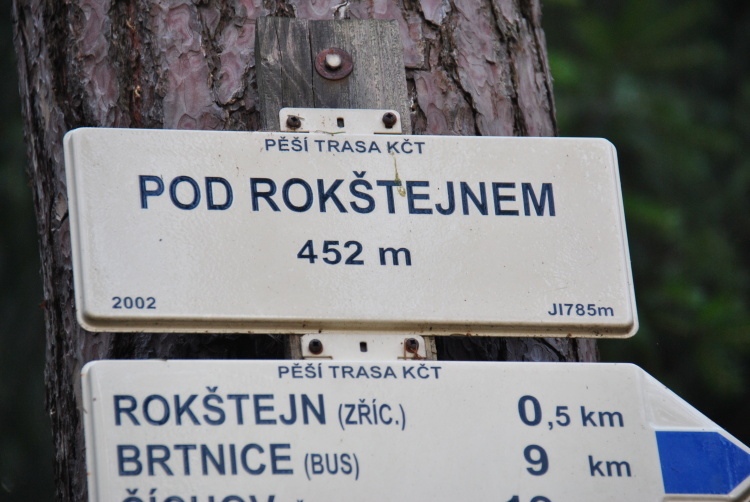 PĚŠÍ TRASA KČT
POD ROKŠTEJNEM
452 m
2002 JI785m
PĚŠÍ TRASA KČT
ROKŠTEJN (ZŘÍC.) 0,5 km
BRTNICE (BUS) 9 km